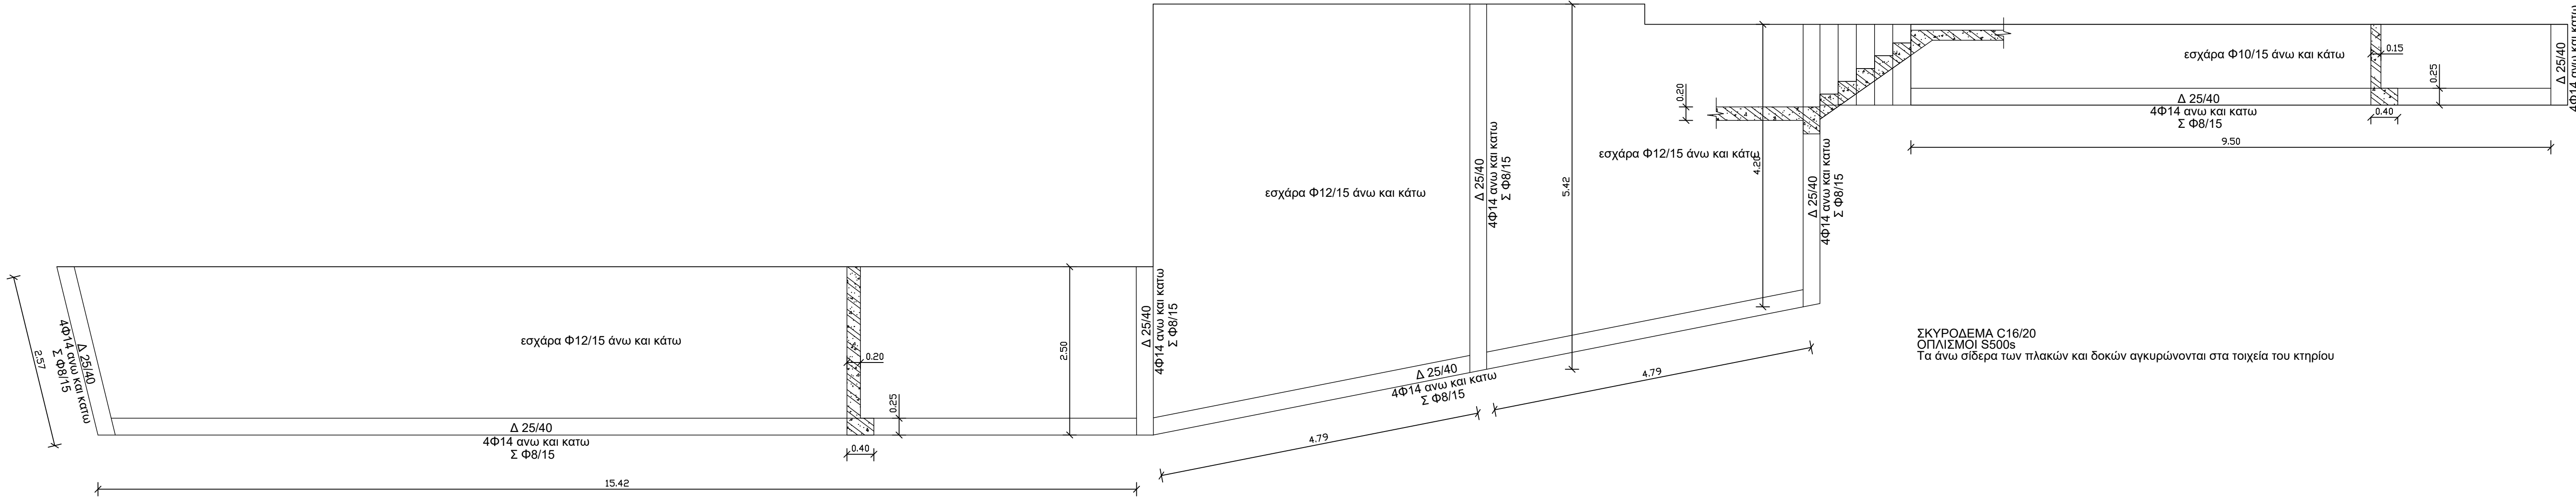 2.57
Δ 25/40
4Φ14 ανω και κατω
Σ Φ8/15
εσχάρα Φ12/15 άνω και κάτω
Δ 25/40
4Φ14 ανω και κατω
Σ Φ8/15
15.42
0.20
0.25
0.40
2.50
Δ 25/40
4Φ14 ανω και κατω
Σ Φ8/15
εσχάρα Φ12/15 άνω και κάτω
Δ 25/40
4Φ14 ανω και κατω
Σ Φ8/15
4.79
4.79
Δ 25/40
4Φ14 ανω και κατω
Σ Φ8/15
5.42
εσχάρα Φ12/15 άνω και κάτω
0.20
4.20
Δ 25/40
4Φ14 ανω και κατω
Σ Φ8/15
εσχάρα Φ10/15 άνω και κάτω
Δ 25/40
4Φ14 ανω και κατω
Σ Φ8/15
9.50
0.15
0.25
0.40
Δ 25/40
4Φ14 ανω και κατω
ΣΚΥΡΟΔΕΜΑ C16/20
ΟΠΛΙΣΜΟΙ S500s
Τα άνω σίδερα των πλακών και δοκών αγκυρώνονται στα τοιχεία του κτηρίου